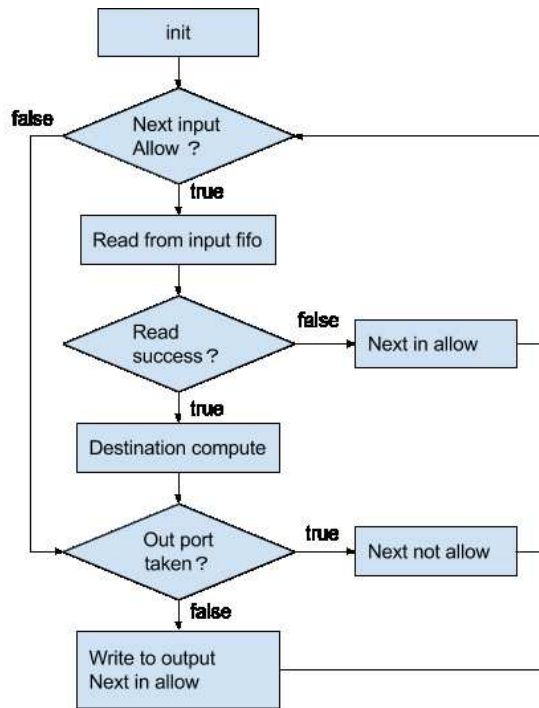 init
false
Next input
Allow ?
true
Read from input fifo
Read
success?
false
Next in allow
true
Destination compute
Out port
taken?
true
Next not allow
false
Write to output
Next in allow